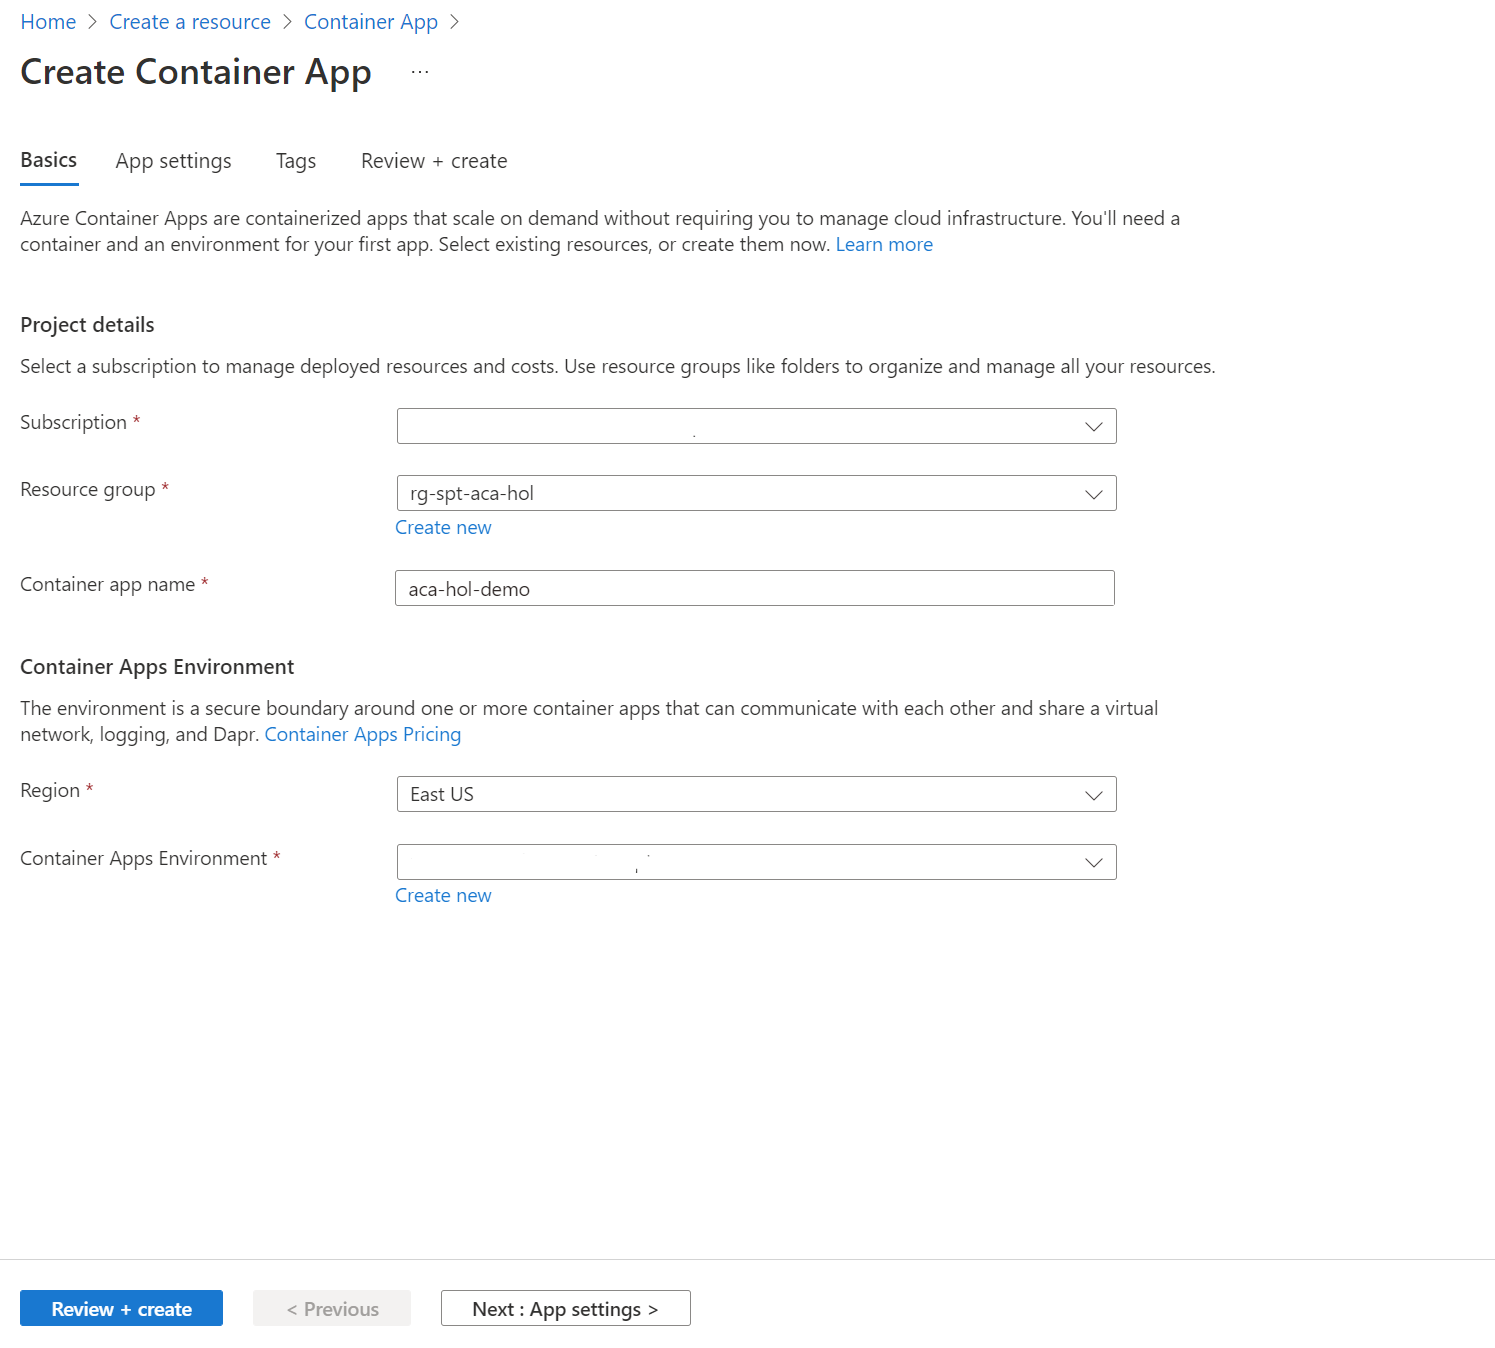 Home > Create a resource > Container App >
Create Container App ...
Basics App settings Tags Review + create
Azure Container Apps are containerized apps that scale on demand without requiring you to manage cloud infrastructure. You'll need a
container and an environment for your first app. Select existing resources, or create them now. Learn more
Project details
Select a subscription to manage deployed resources and costs. Use resource groups like folders to organize and manage all your resources.
Subscription *
Resource group *
rg-spt-aca-hol
Create new
Container app name *
aca-hol-demo
Container Apps Environment
The environment is a secure boundary around one or more container apps that can communicate with each other and share a virtual
network, logging, and Dapr. Container Apps Pricing
Region *
East US
Container Apps Environment *
Create new
Review + create
< Previous
Next : App settings >